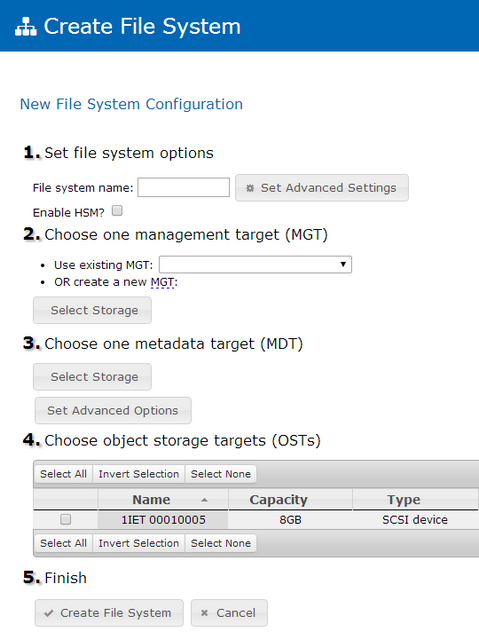 Create File System
New File System Configuration
1. Set file system options
File system name: Set Advanced Settings
Enable HSM?
2. Choose one management target (MGT)
• Use existing MGT:
• OR create a new MGT:
Select Storage
3. Choose one metadata target (MDT)
Select Storage
Set Advanced Options
4. Choose object storage targets (OSTs)
Select All Invert Selection Select None
Name Capacity Type
1IET 00010005 8GB SCSI device
Select All Invert Selection Select None
5. Finish
Create File System Cancel